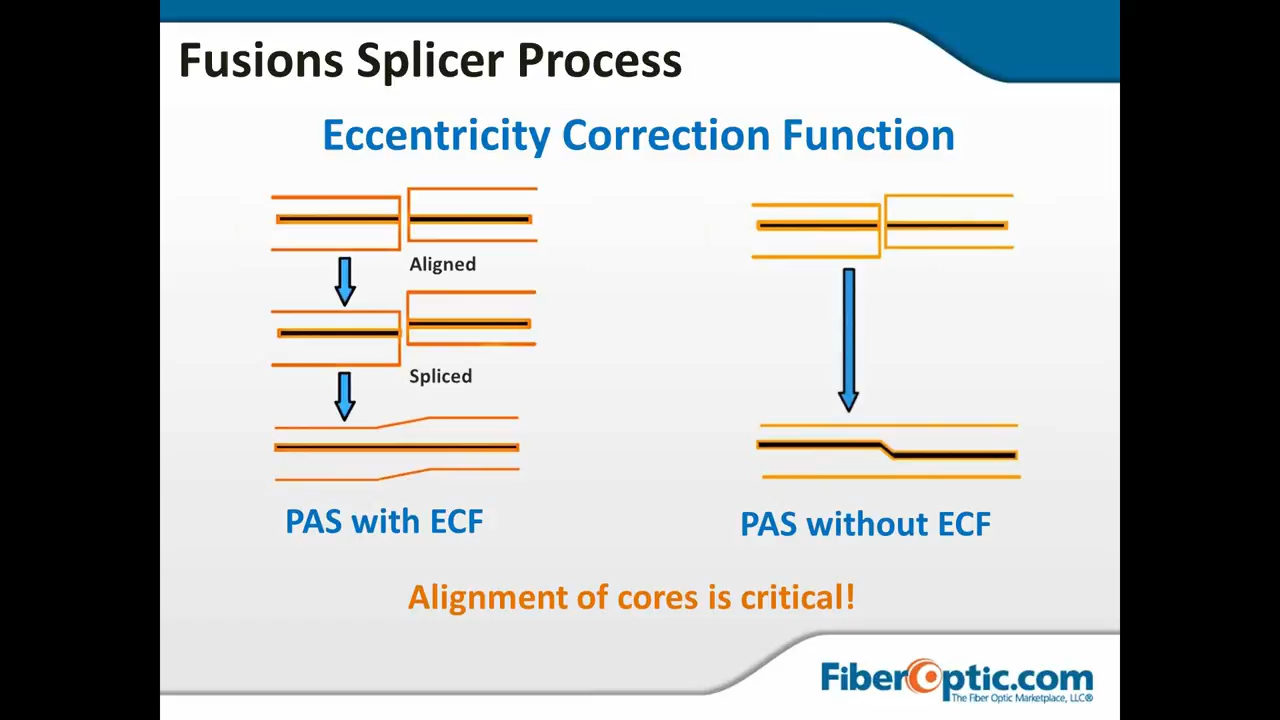 Fusions Splicer Process
Eccentricity Correction Function
Aligned
Spliced
PAS with ECF
PAS without ECF
Alignment of cores is critical!
FiberOptic.com
The Fiber Optic Marketplace, LLC®